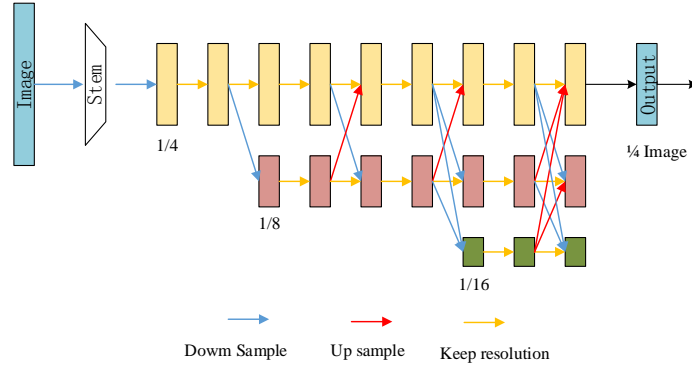 Image
Stem
Output
1/4
¼ Image
1/8
1/16
Dowm Sample
Up sample
Keep resolution